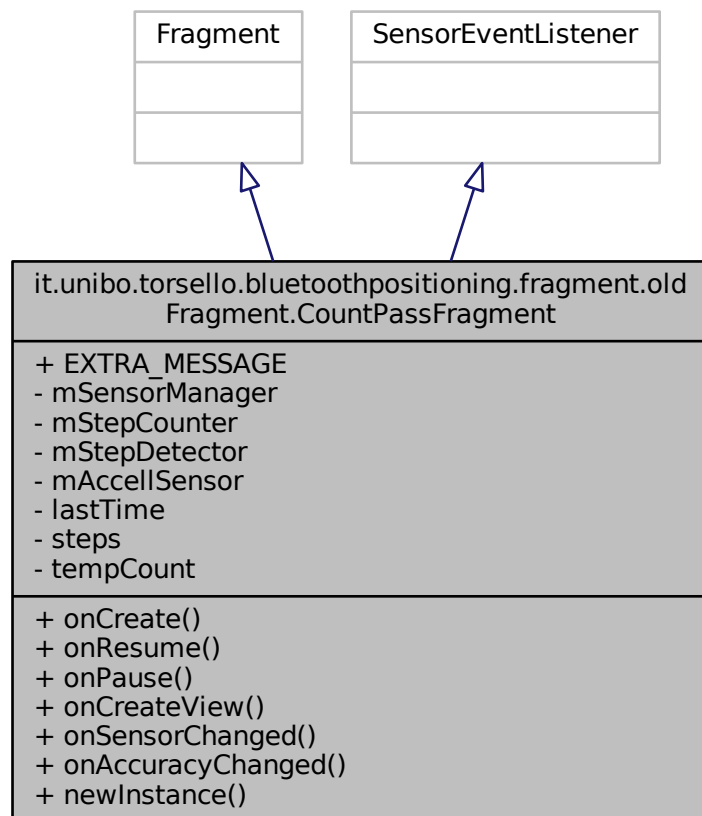 Fragment
SensorEventListener
it.unibo.torsello.bluetoothpositioning.fragment.old
Fragment.CountPassFragment
+ EXTRA_MESSAGE
- mSensorManager
- mStepCounter
- mStepDetector
- mAccellSensor
- lastTime
- steps
- tempCount
+ onCreate()
+ onResume()
+ onPause()
+ onCreateView()
+ onSensorChanged()
+ onAccuracyChanged()
+ newInstance()